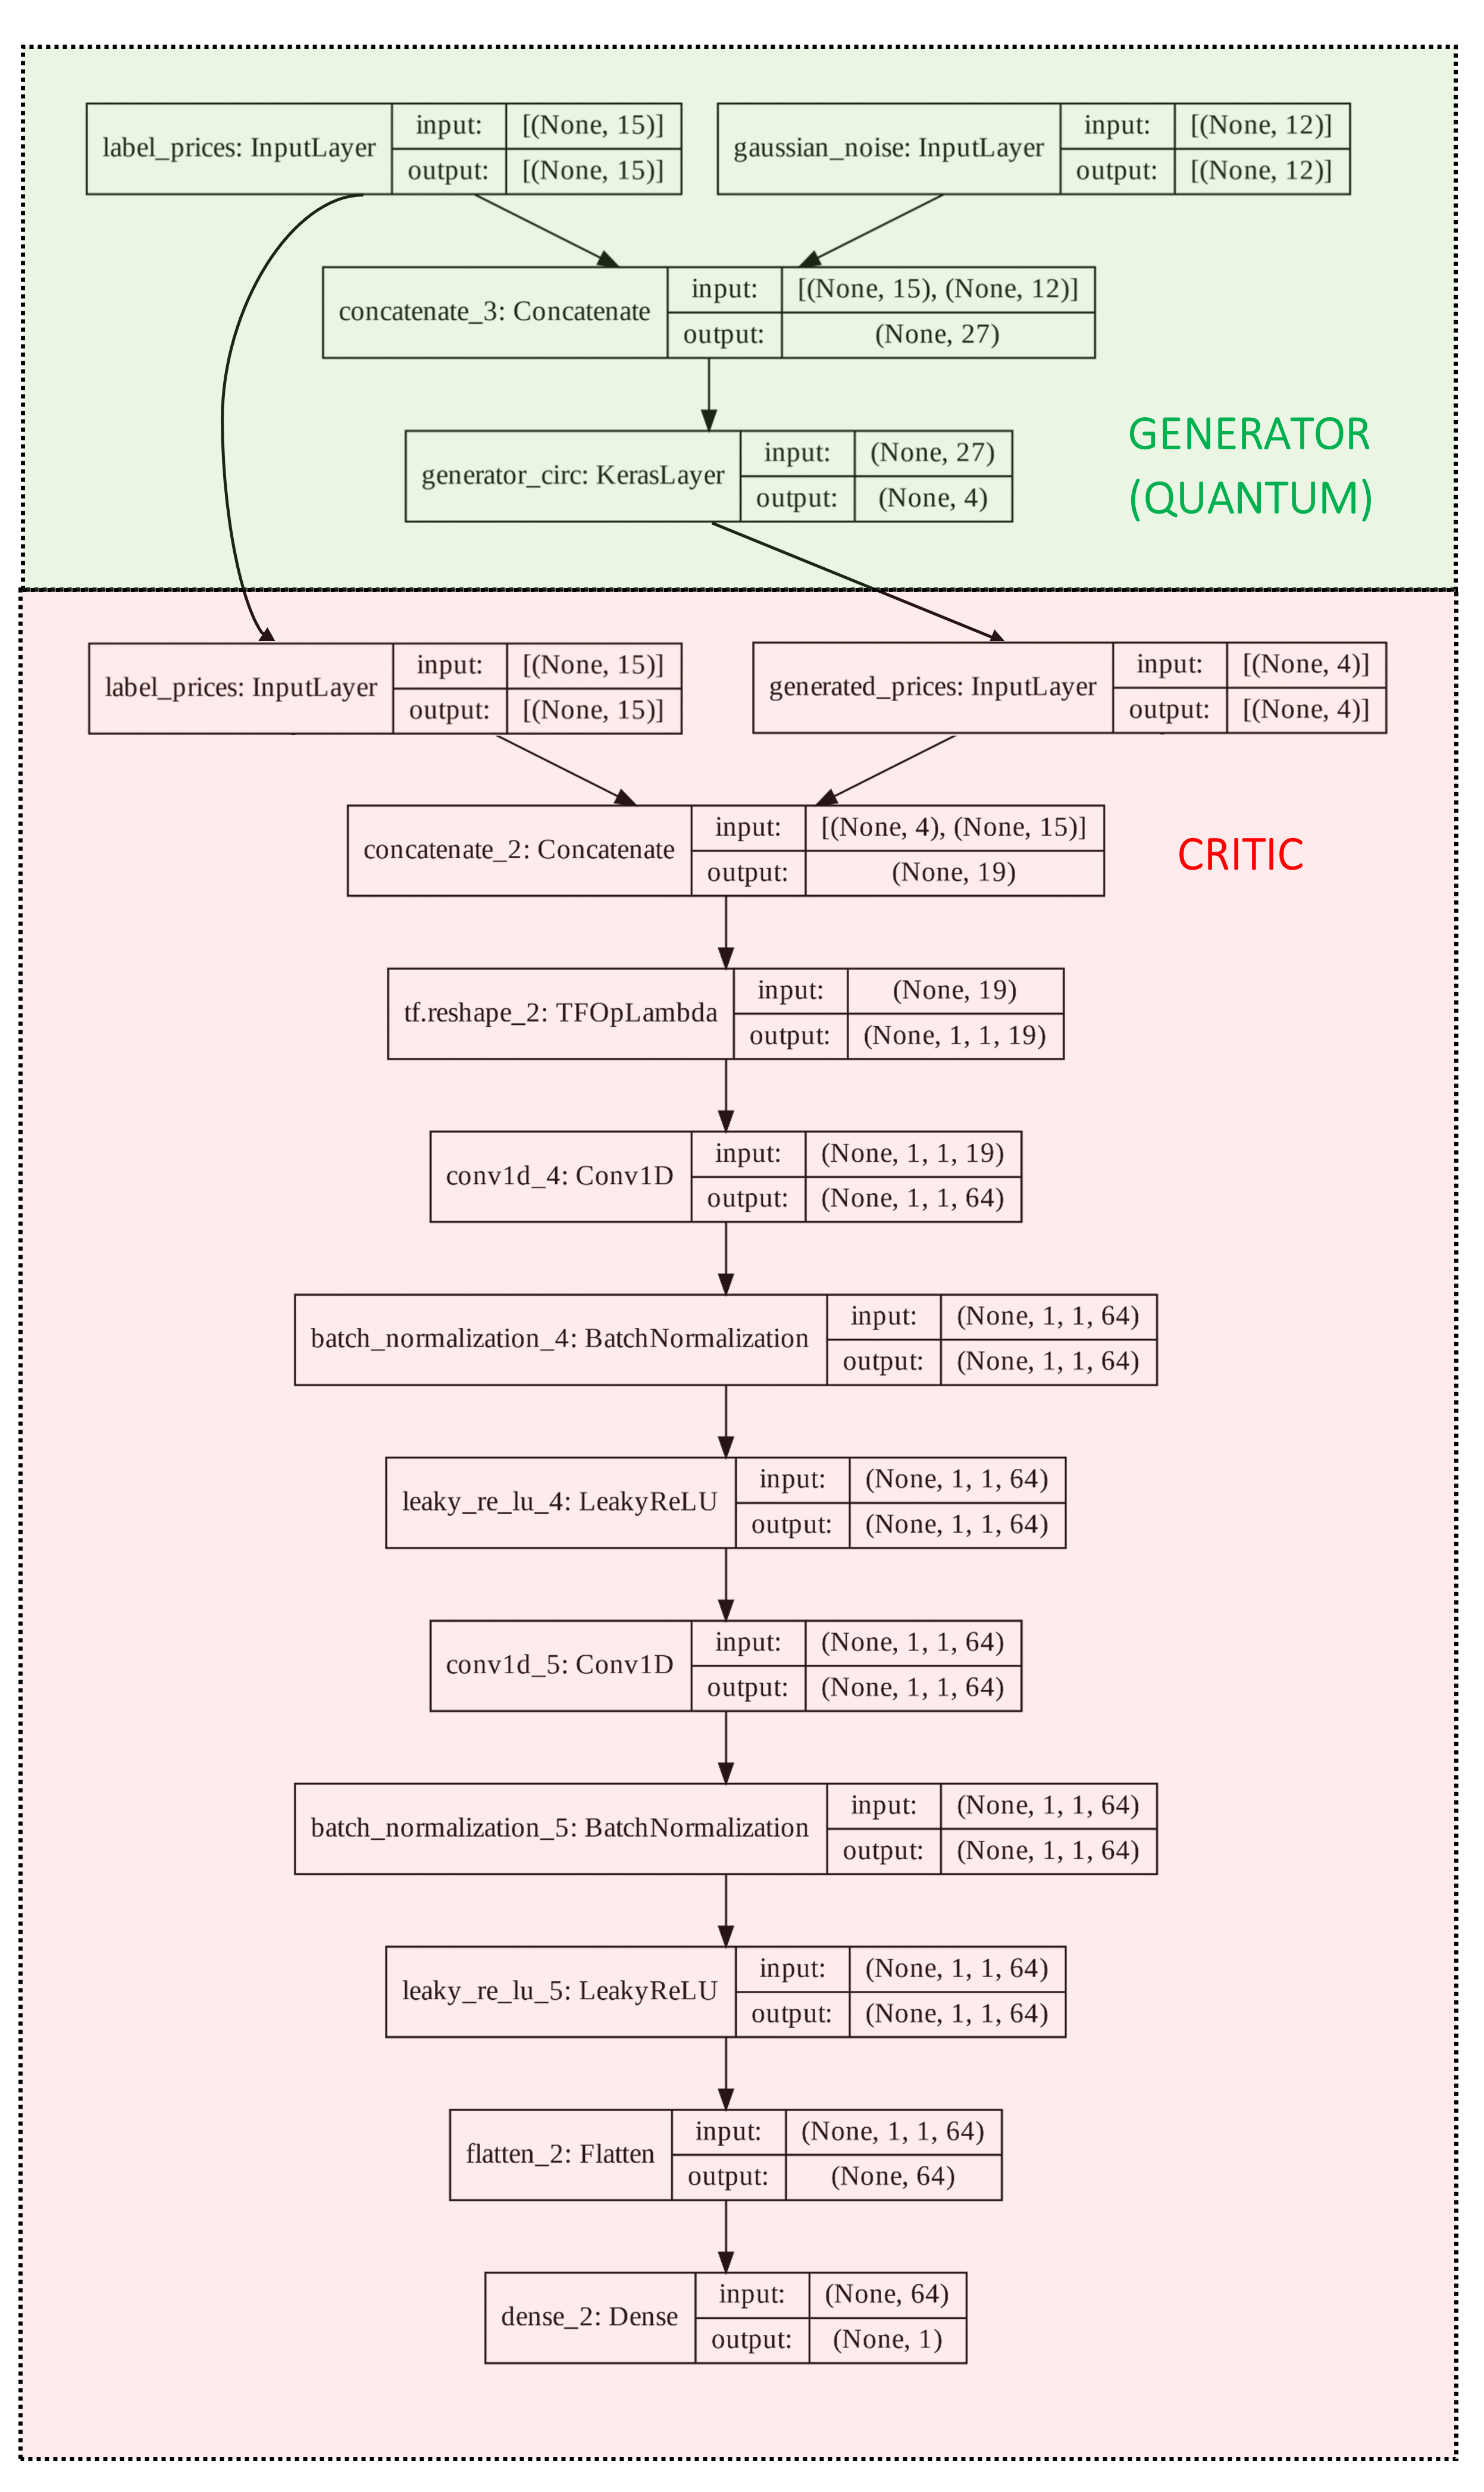 label_prices: InputLayer
input:
[(None, 15)]
output:
[(None, 15)]
gaussian_noise: InputLayer
input:
[(None, 12)]
output:
[(None, 12)]
concatenate_3: Concatenate
input:
[(None, 15), (None, 12)]
output:
(None, 27)
generator_circ: KerasLayer
input:
(None, 27)
output:
(None, 4)
GENERATOR
(QUANTUM)
label_prices: InputLayer
input:
[(None, 15)]
output:
[(None, 15)]
generated_prices: InputLayer
input:
[(None, 4)]
output:
[(None, 4)]
concatenate_2: Concatenate
input:
[(None, 4), (None, 15)]
output:
(None, 19)
CRITIC
tf.reshape_2: TFOpLambda
input:
(None, 19)
output:
(None, 1, 1, 19)
conv1d_4: Conv1D
input:
(None, 1, 1, 19)
output:
(None, 1, 1, 64)
batch_normalization_4: BatchNormalization
input:
(None, 1, 1, 64)
output:
(None, 1, 1, 64)
leaky_re_lu_4: LeakyReLU
input:
(None, 1, 1, 64)
output:
(None, 1, 1, 64)
conv1d_5: Conv1D
input:
(None, 1, 1, 64)
output:
(None, 1, 1, 64)
batch_normalization_5: BatchNormalization
input:
(None, 1, 1, 64)
output:
(None, 1, 1, 64)
leaky_re_lu_5: LeakyReLU
input:
(None, 1, 1, 64)
output:
(None, 1, 1, 64)
flatten_2: Flatten
input:
(None, 1, 1, 64)
output:
(None, 64)
dense_2: Dense
input:
(None, 64)
output:
(None, 1)